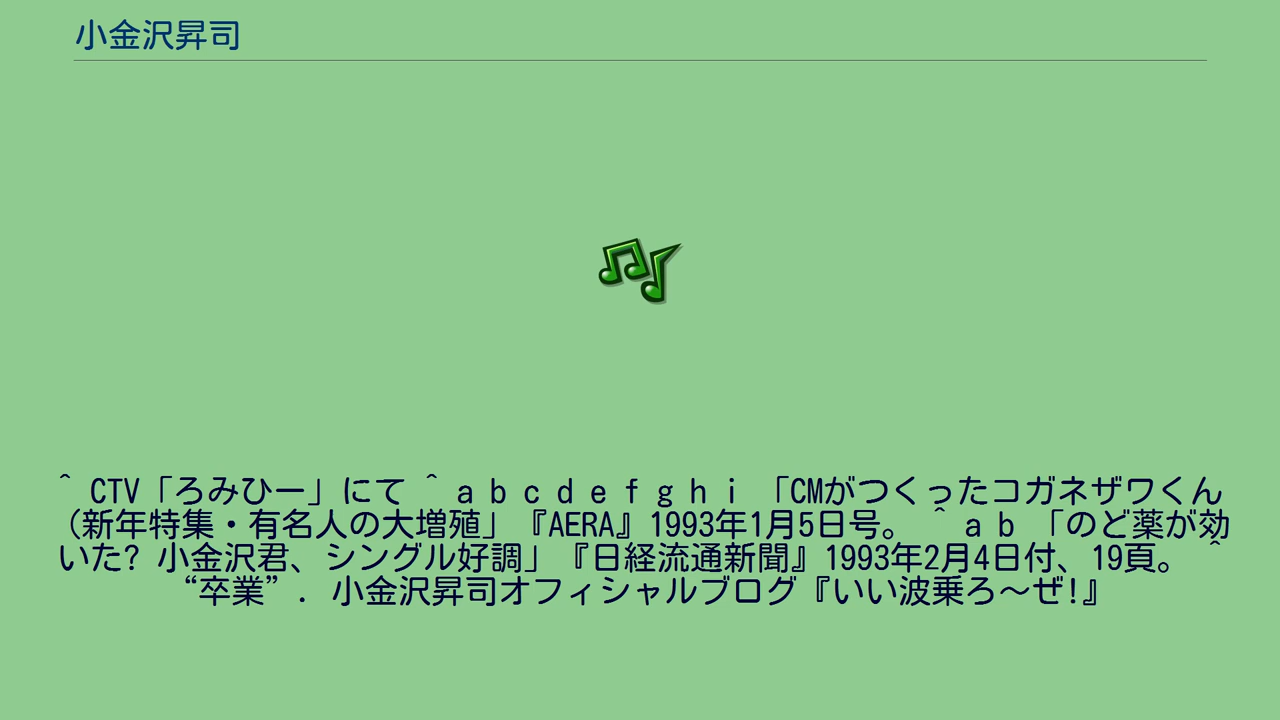 小金沢昇司
^ CTV「ろみひー」にて ^ a b c d e f g h i 「CMがつくったコガネザワくん
(新年特集・有名人の大増殖」『AERA』1993年1月5日号。 ^ a b 「のど薬が効
いた? 小金沢君、シングル好調」『日経流通新聞』1993年2月4日付、19頁。 ^
“卒業”. 小金沢昇司オフィシャルブログ『いい波乗ろ〜ぜ!』